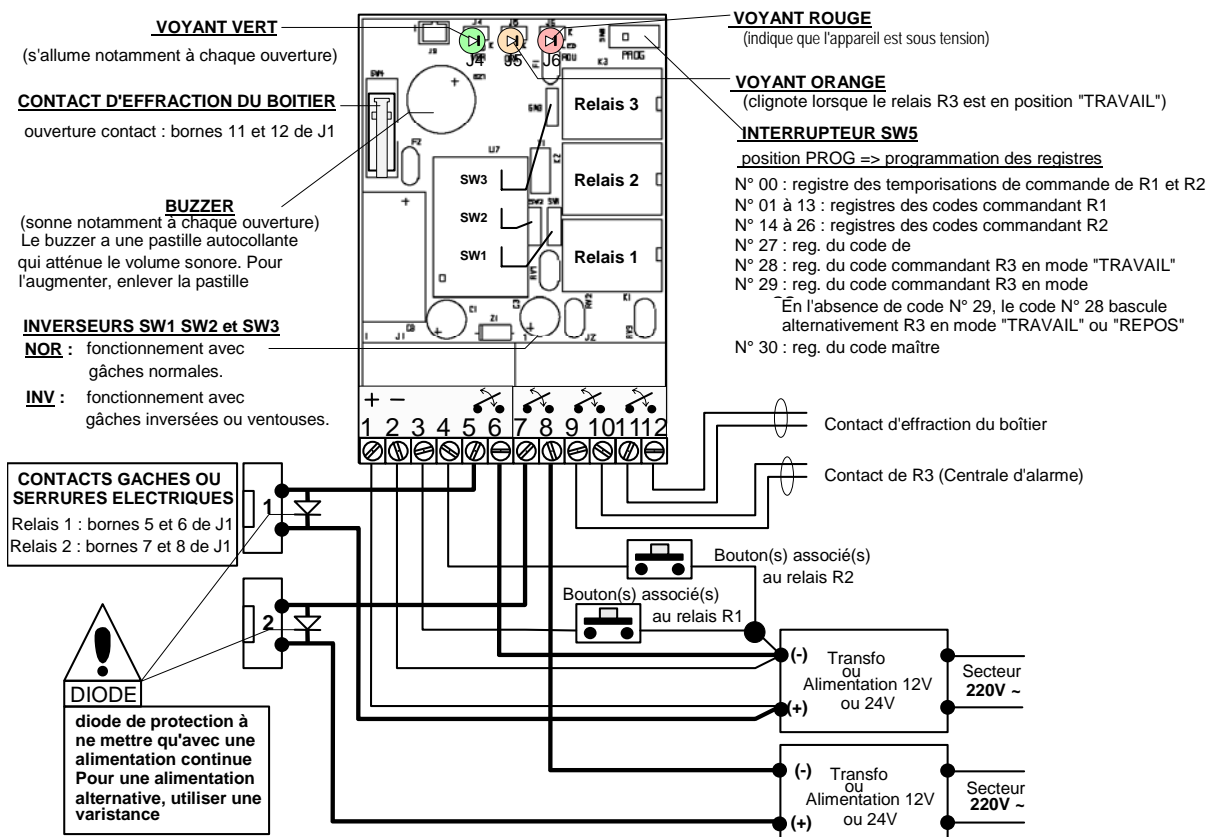 VOYANT VERT
(s'allume notamment à chaque ouverture)
CONTACT D'EFFRACTION DU BOITIER
ouverture contact : bornes 11 et 12 de J1
BUZZER
(sonne notamment à chaque ouverture)
Le buzzer a une pastille autocollante
qui atténue le volume sonore. Pour
l'augmenter, enlever la pastille
INVERSEURS SW1 SW2 et SW3
NOR : fonctionnement avec
gâches normales.
INV : fonctionnement avec
gâches inversées ou ventouses.
J4 J5 J6
PROG
K3
Relais 3
U7
SW3
SW2
SW1
K2
Relais 2
Relais 1
F2
C1
C3
Z1
K1
J1
J2
+ −
1 2 3 4 5 6 7 8 9 10 11 12
VOYANT ROUGE
(indique que l'appareil est sous tension)
VOYANT ORANGE
(clignote lorsque le relais R3 est en position "TRAVAIL")
INTERRUPTEUR SW5
position PROG => programmation des registres
N° 00 : registre des temporisations de commande de R1 et R2
N° 01 à 13 : registres des codes commandant R1
N° 14 à 26 : registres des codes commandant R2
N° 27 : reg. du code de
N° 28 : reg. du code commandant R3 en mode "TRAVAIL"
N° 29 : reg. du code commandant R3 en mode
En l'absence de code N° 29, le code N° 28 bascule
alternativement R3 en mode "TRAVAIL" ou "REPOS"
N° 30 : reg. du code maître
Contact d'effraction du boîtier
Contact de R3 (Centrale d'alarme)
CONTACTS GACHES OU
SERRURES ELECTRIQUES
Relais 1 : bornes 5 et 6 de J1
Relais 2 : bornes 7 et 8 de J1
1
2
Bouton(s) associé(s)
au relais R2
Bouton(s) associé(s)
au relais R1
!
DIODE
diode de protection à
ne mettre qu'avec une
alimentation continue
Pour une alimentation
alternative, utiliser une
varistance
(-) Transfo
ou
Alimentation 12V
(+) ou 24V
Secteur
220V ~
(-) Transfo
ou
Alimentation 12V
(+) ou 24V
Secteur
220V ~